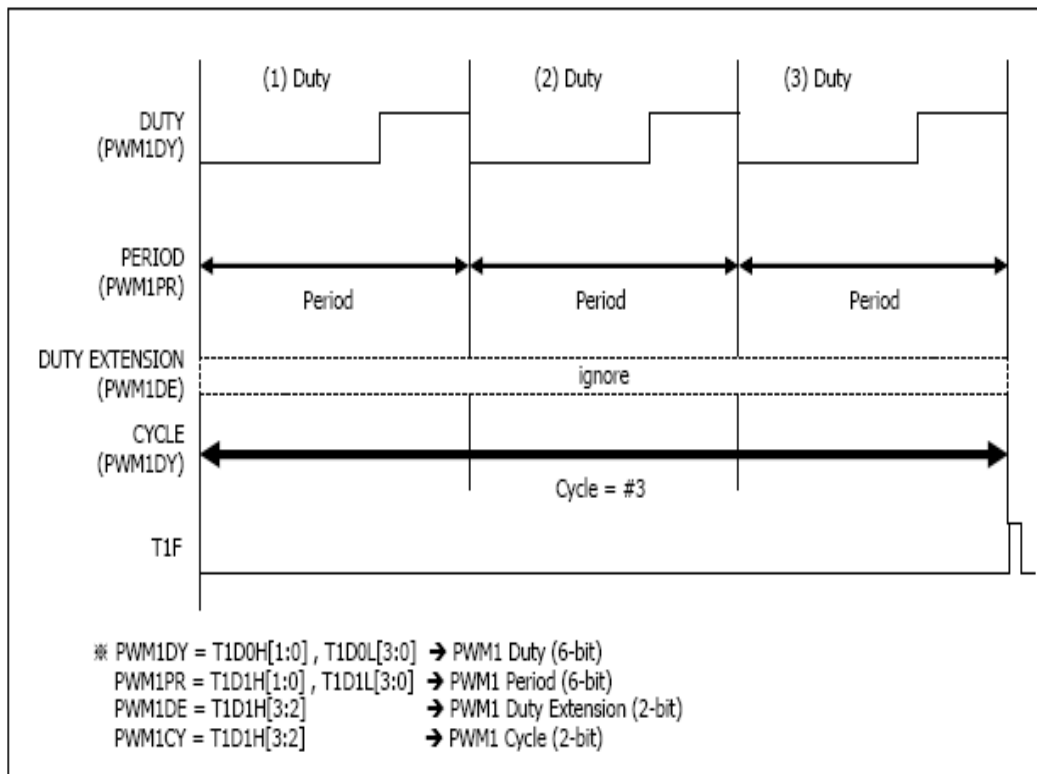 (1) Duty (2) Duty (3) Duty
DUTY
(PWM1DY)
PERIOD
(PWM1PR)
Period Period Period
DUTY EXTENSION
(PWM1DE)
ignore
CYCLE
(PWM1DY)
Cycle = #3
T1F
※ PWM1DY = T1D0H[1:0] , T1D0L[3:0] ➔ PWM1 Duty (6-bit)
PWM1PR = T1D1H[1:0] , T1D1L[3:0] ➔ PWM1 Period (6-bit)
PWM1DE = T1D1H[3:2] ➔ PWM1 Duty Extension (2-bit)
PWM1CY = T1D1H[3:2] ➔ PWM1 Cycle (2-bit)